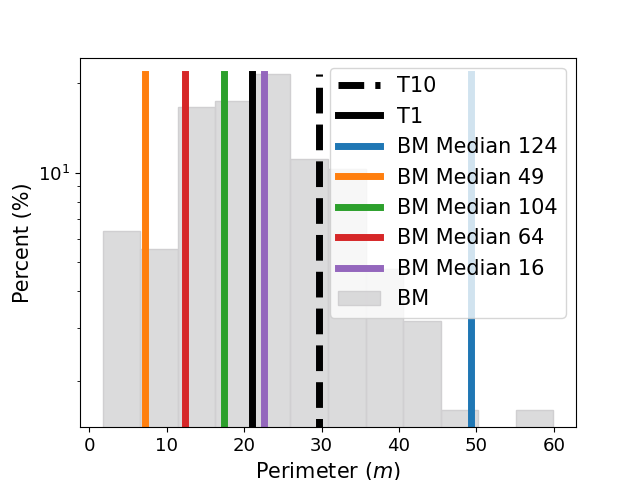 T10
T1
BM Median 124
BM Median 49
BM Median 104
BM Median 64
BM Median 16
BM
10¹
Percent (%)
0 10 20 30 40 50 60
Perimeter (m)